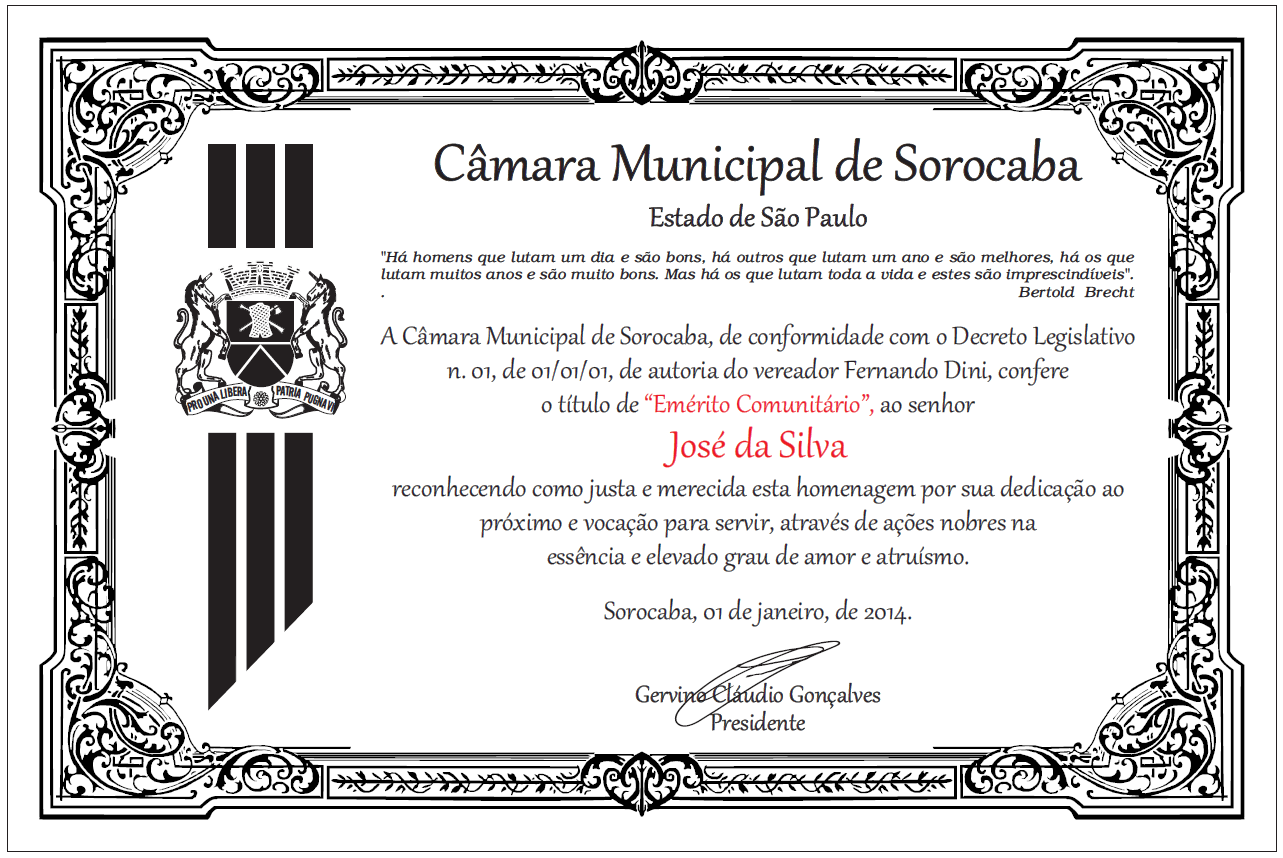 Câmara Municipal de Sorocaba
Estado de São Paulo
"Há homens que lutam um dia e são bons, há outros que lutam um ano e são melhores, há os que
lutam muitos anos e são muito bons. Mas há os que lutam toda a vida e estes são imprescindíveis".
. Bertold Brecht
PRO UNA LIBERA PATRIA PUGNAVI
A Câmara Municipal de Sorocaba, de conformidade com o Decreto Legislativo
n. 01, de 01/01/01, de autoria do vereador Fernando Dini, confere
o título de “Emérito Comunitário”, ao senhor
José da Silva
reconhecendo como justa e merecida esta homenagem por sua dedicação ao
próximo e vocação para servir, através de ações nobres na
essência e elevado grau de amor e atruísmo.
Sorocaba, 01 de janeiro, de 2014.
Gervino Cláudio Gonçalves
Presidente